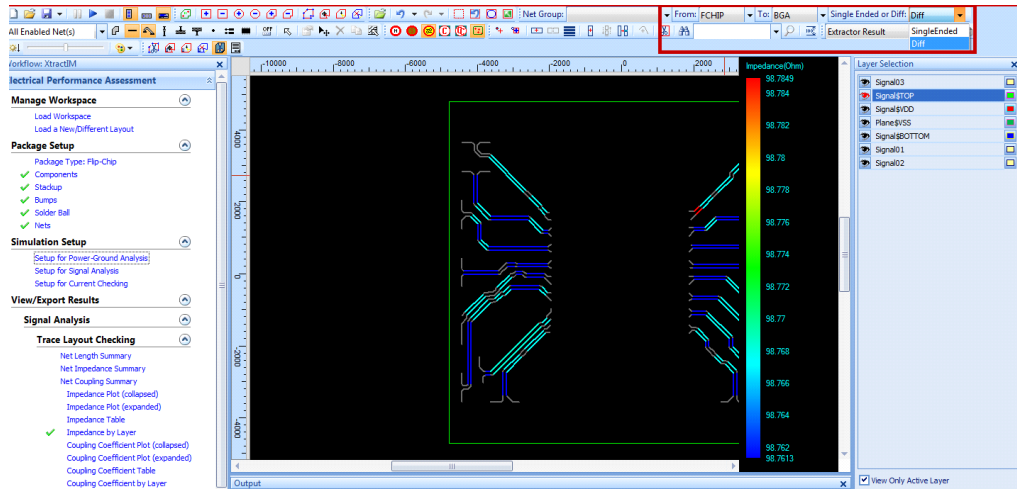 Net Group:
From: FCHIP To: BGA Single Ended or Diff: Diff
All Enabled Net(s)
Extractor Result
SingleEnded
Diff
Workflow: XtractIM
Electrical Performance Assessment
Manage Workspace
Load Workspace
Load a New/Different Layout
Package Setup
Package Type: Flip-Chip
Components
Stackup
Bumps
Solder Ball
Nets
Simulation Setup
Setup for Power-Ground Analysis
Setup for Signal Analysis
Setup for Current Checking
View/Export Results
Signal Analysis
Trace Layout Checking
Net Length Summary
Net Impedance Summary
Net Coupling Summary
Impedance Plot (collapsed)
Impedance Plot (expanded)
Impedance Table
Impedance by Layer
Coupling Coefficient Plot (collapsed)
Coupling Coefficient Plot (expanded)
Coupling Coefficient Table
Coupling Coefficient by Layer
-10000 -8000 -6000 -4000 -2000 0 2000
4000
2000
0
-2000
-4000
Impedance(Ohm)
98.7849
98.784
98.782
98.78
98.778
98.776
98.774
98.772
98.77
98.768
98.766
98.764
98.762
98.7613
Output
Layer Selection
Signal03
Signal$TOP
Signal$VDD
Plane$VSS
Signal$BOTTOM
Signal01
Signal02
View Only Active Layer